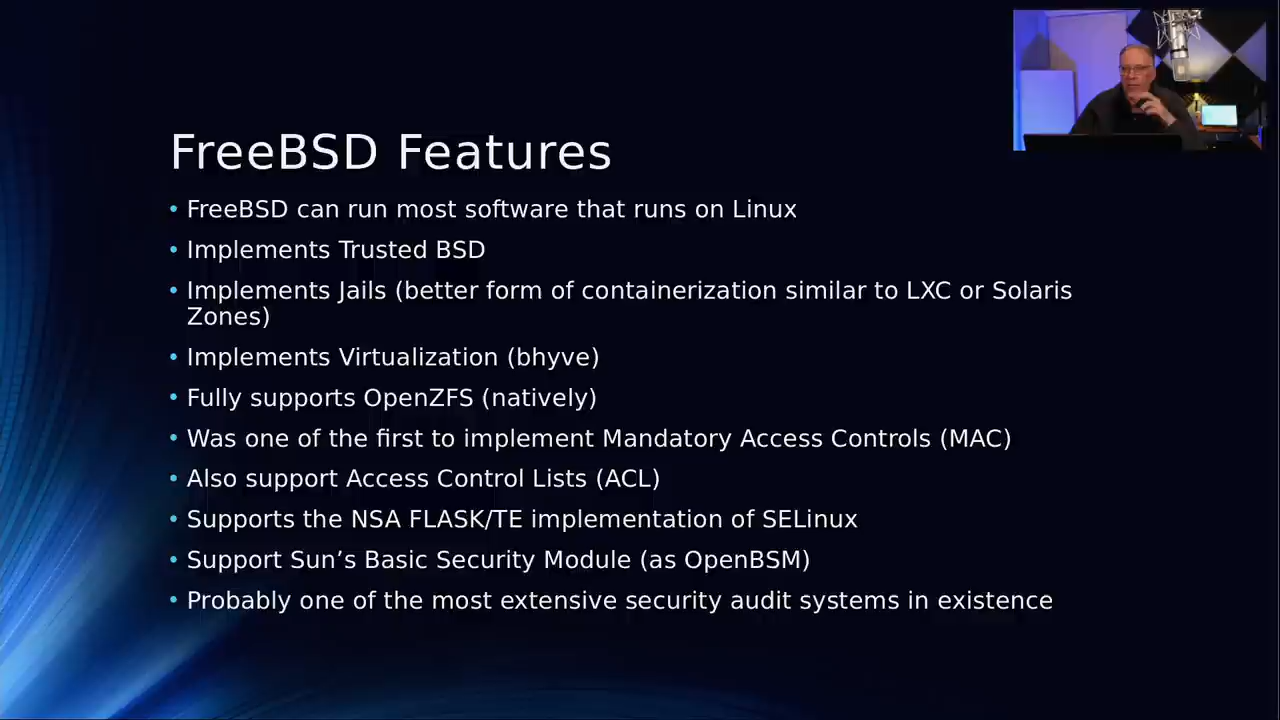 FreeBSD Features
• FreeBSD can run most software that runs on Linux
• Implements Trusted BSD
• Implements Jails (better form of containerization similar to LXC or Solaris
Zones)
• Implements Virtualization (bhyve)
• Fully supports OpenZFS (natively)
• Was one of the first to implement Mandatory Access Controls (MAC)
• Also support Access Control Lists (ACL)
• Supports the NSA FLASK/TE implementation of SELinux
• Support Sun’s Basic Security Module (as OpenBSM)
• Probably one of the most extensive security audit systems in existence